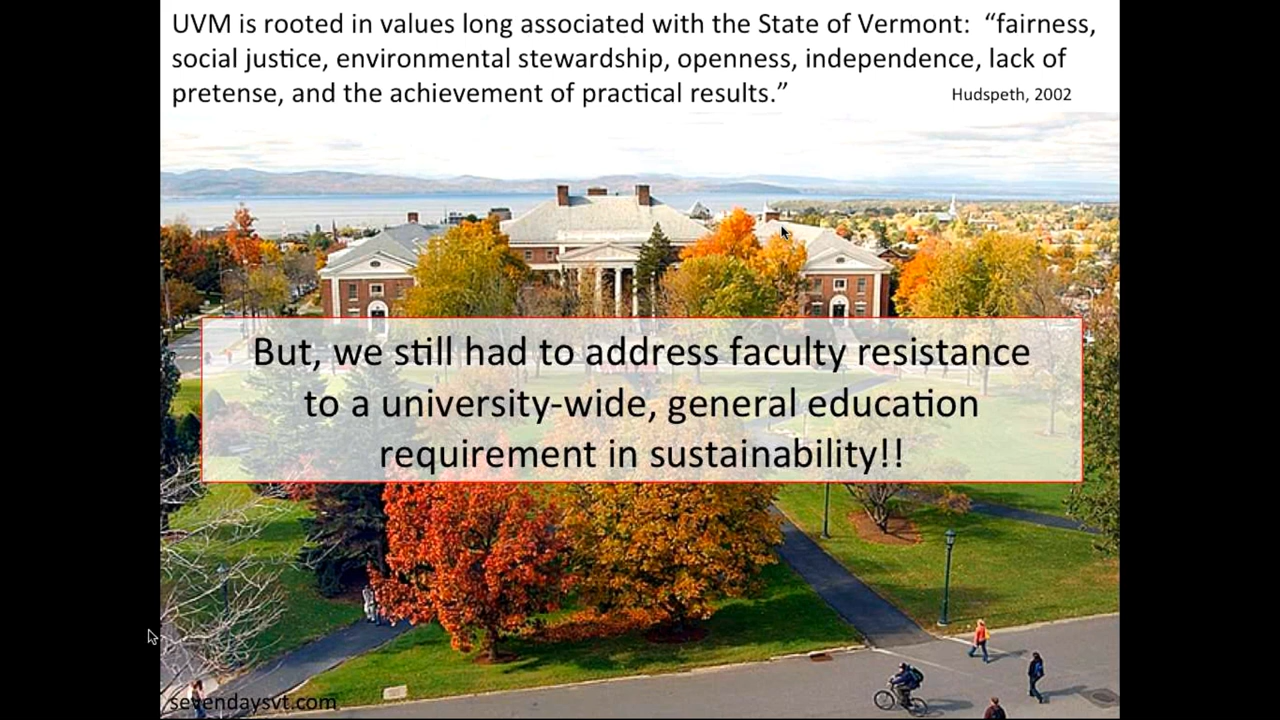 UVM is rooted in values long associated with the State of Vermont: “fairness,
social justice, environmental stewardship, openness, independence, lack of
pretense, and the achievement of practical results.”
Hudspeth, 2002
But, we still had to address faculty resistance
to a university-wide, general education
requirement in sustainability!!
sevendaysvt.com